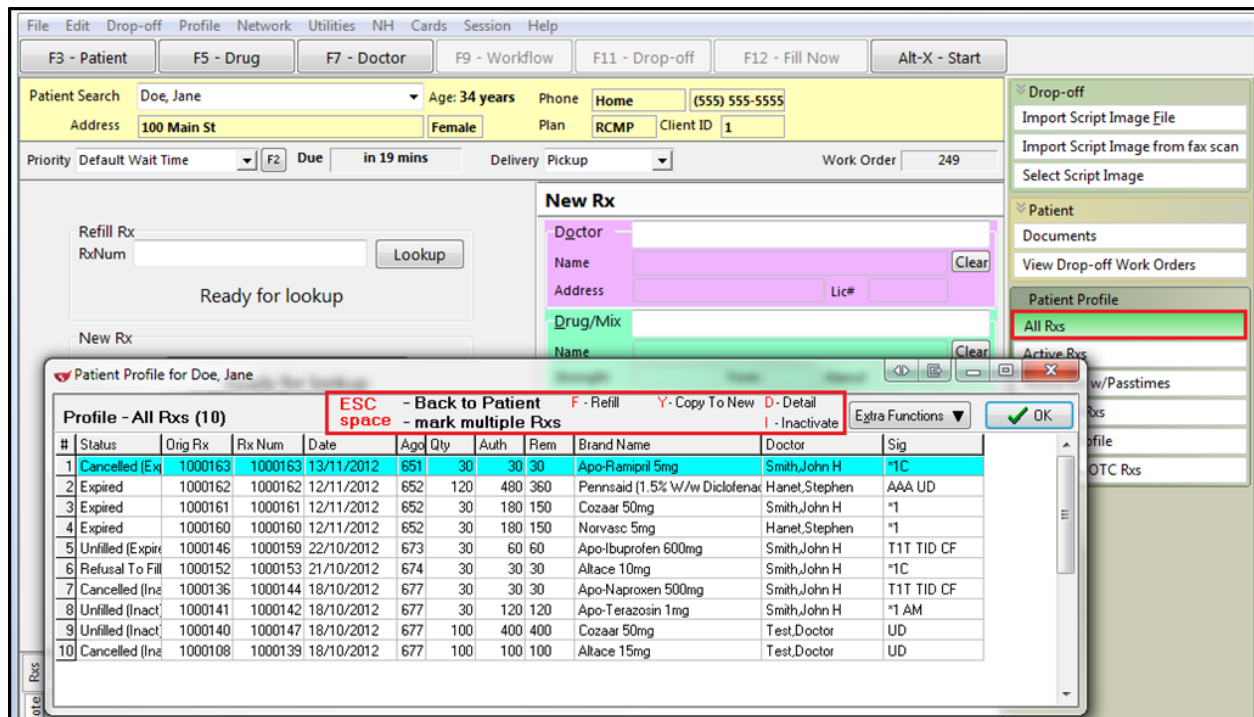 File Edit Drop-off Profile Network Utilities NH Cards Session Help
F3 - Patient F5 - Drug F7 - Doctor F9 - Workflow F11 - Drop-off F12 - Fill Now Alt-X - Start
Patient Search Doe, Jane Age: 34 years Phone Home (555) 555-5555
Address 100 Main St Female Plan RCMP Client ID 1
Priority Default Wait Time F2 Due in 19 mins Delivery Pickup Work Order 249
Drop-off
Import Script Image File
Import Script Image from fax scan
Select Script Image
Patient
Documents
View Drop-off Work Orders
Patient Profile
All Rxs
Active Rxs
w/Passtimes
Rxs
OTC Rxs
Refill Rx
RxNum Lookup
Ready for lookup
New Rx
New Rx
Doctor
Name Clear
Address Lic#
Drug/Mix
Name Clear
Patient Profile for Doe, Jane
Profile - All Rxs (10)
ESC - Back to Patient F - Refill Y - Copy To New D - Detail
space - mark multiple Rxs I - Inactivate
Extra Functions OK
# Status Orig Rx Rx Num Date Ago Qty Auth Rem Brand Name Doctor Sig
1 Cancelled (Ex 1000163 1000163 13/11/2012 651 30 30 30 Apo-Ramipril 5mg Smith,John H *1C
2 Expired 1000162 1000162 12/11/2012 652 120 480 360 Pennsaid (1.5% W/w Diclofenac Hanet,Stephen AAA UD
3 Expired 1000161 1000161 12/11/2012 652 30 180 150 Cozaar 50mg Smith,John H *1
4 Expired 1000160 1000160 12/11/2012 652 30 180 150 Norvasc 5mg Hanet,Stephen *1
5 Unfilled (Expire 1000146 1000159 22/10/2012 673 30 60 60 Apo-Ibuprofen 600mg Smith,John H T1T TID CF
6 Refusal To Fill 1000152 1000153 21/10/2012 674 30 30 30 Altace 10mg Smith,John H *1C
7 Cancelled (Ina 1000136 1000144 18/10/2012 677 30 30 30 Apo-Naproxen 500mg Smith,John H T1T TID CF
8 Unfilled (Inact 1000141 1000142 18/10/2012 677 30 120 120 Apo-Terazosin 1mg Smith,John H *1 AM
9 Unfilled (Inact 1000140 1000147 18/10/2012 677 100 400 400 Cozaar 50mg Test,Doctor UD
10 Cancelled (Ina 1000108 1000139 18/10/2012 677 100 100 100 Altace 15mg Test,Doctor UD
Rxs